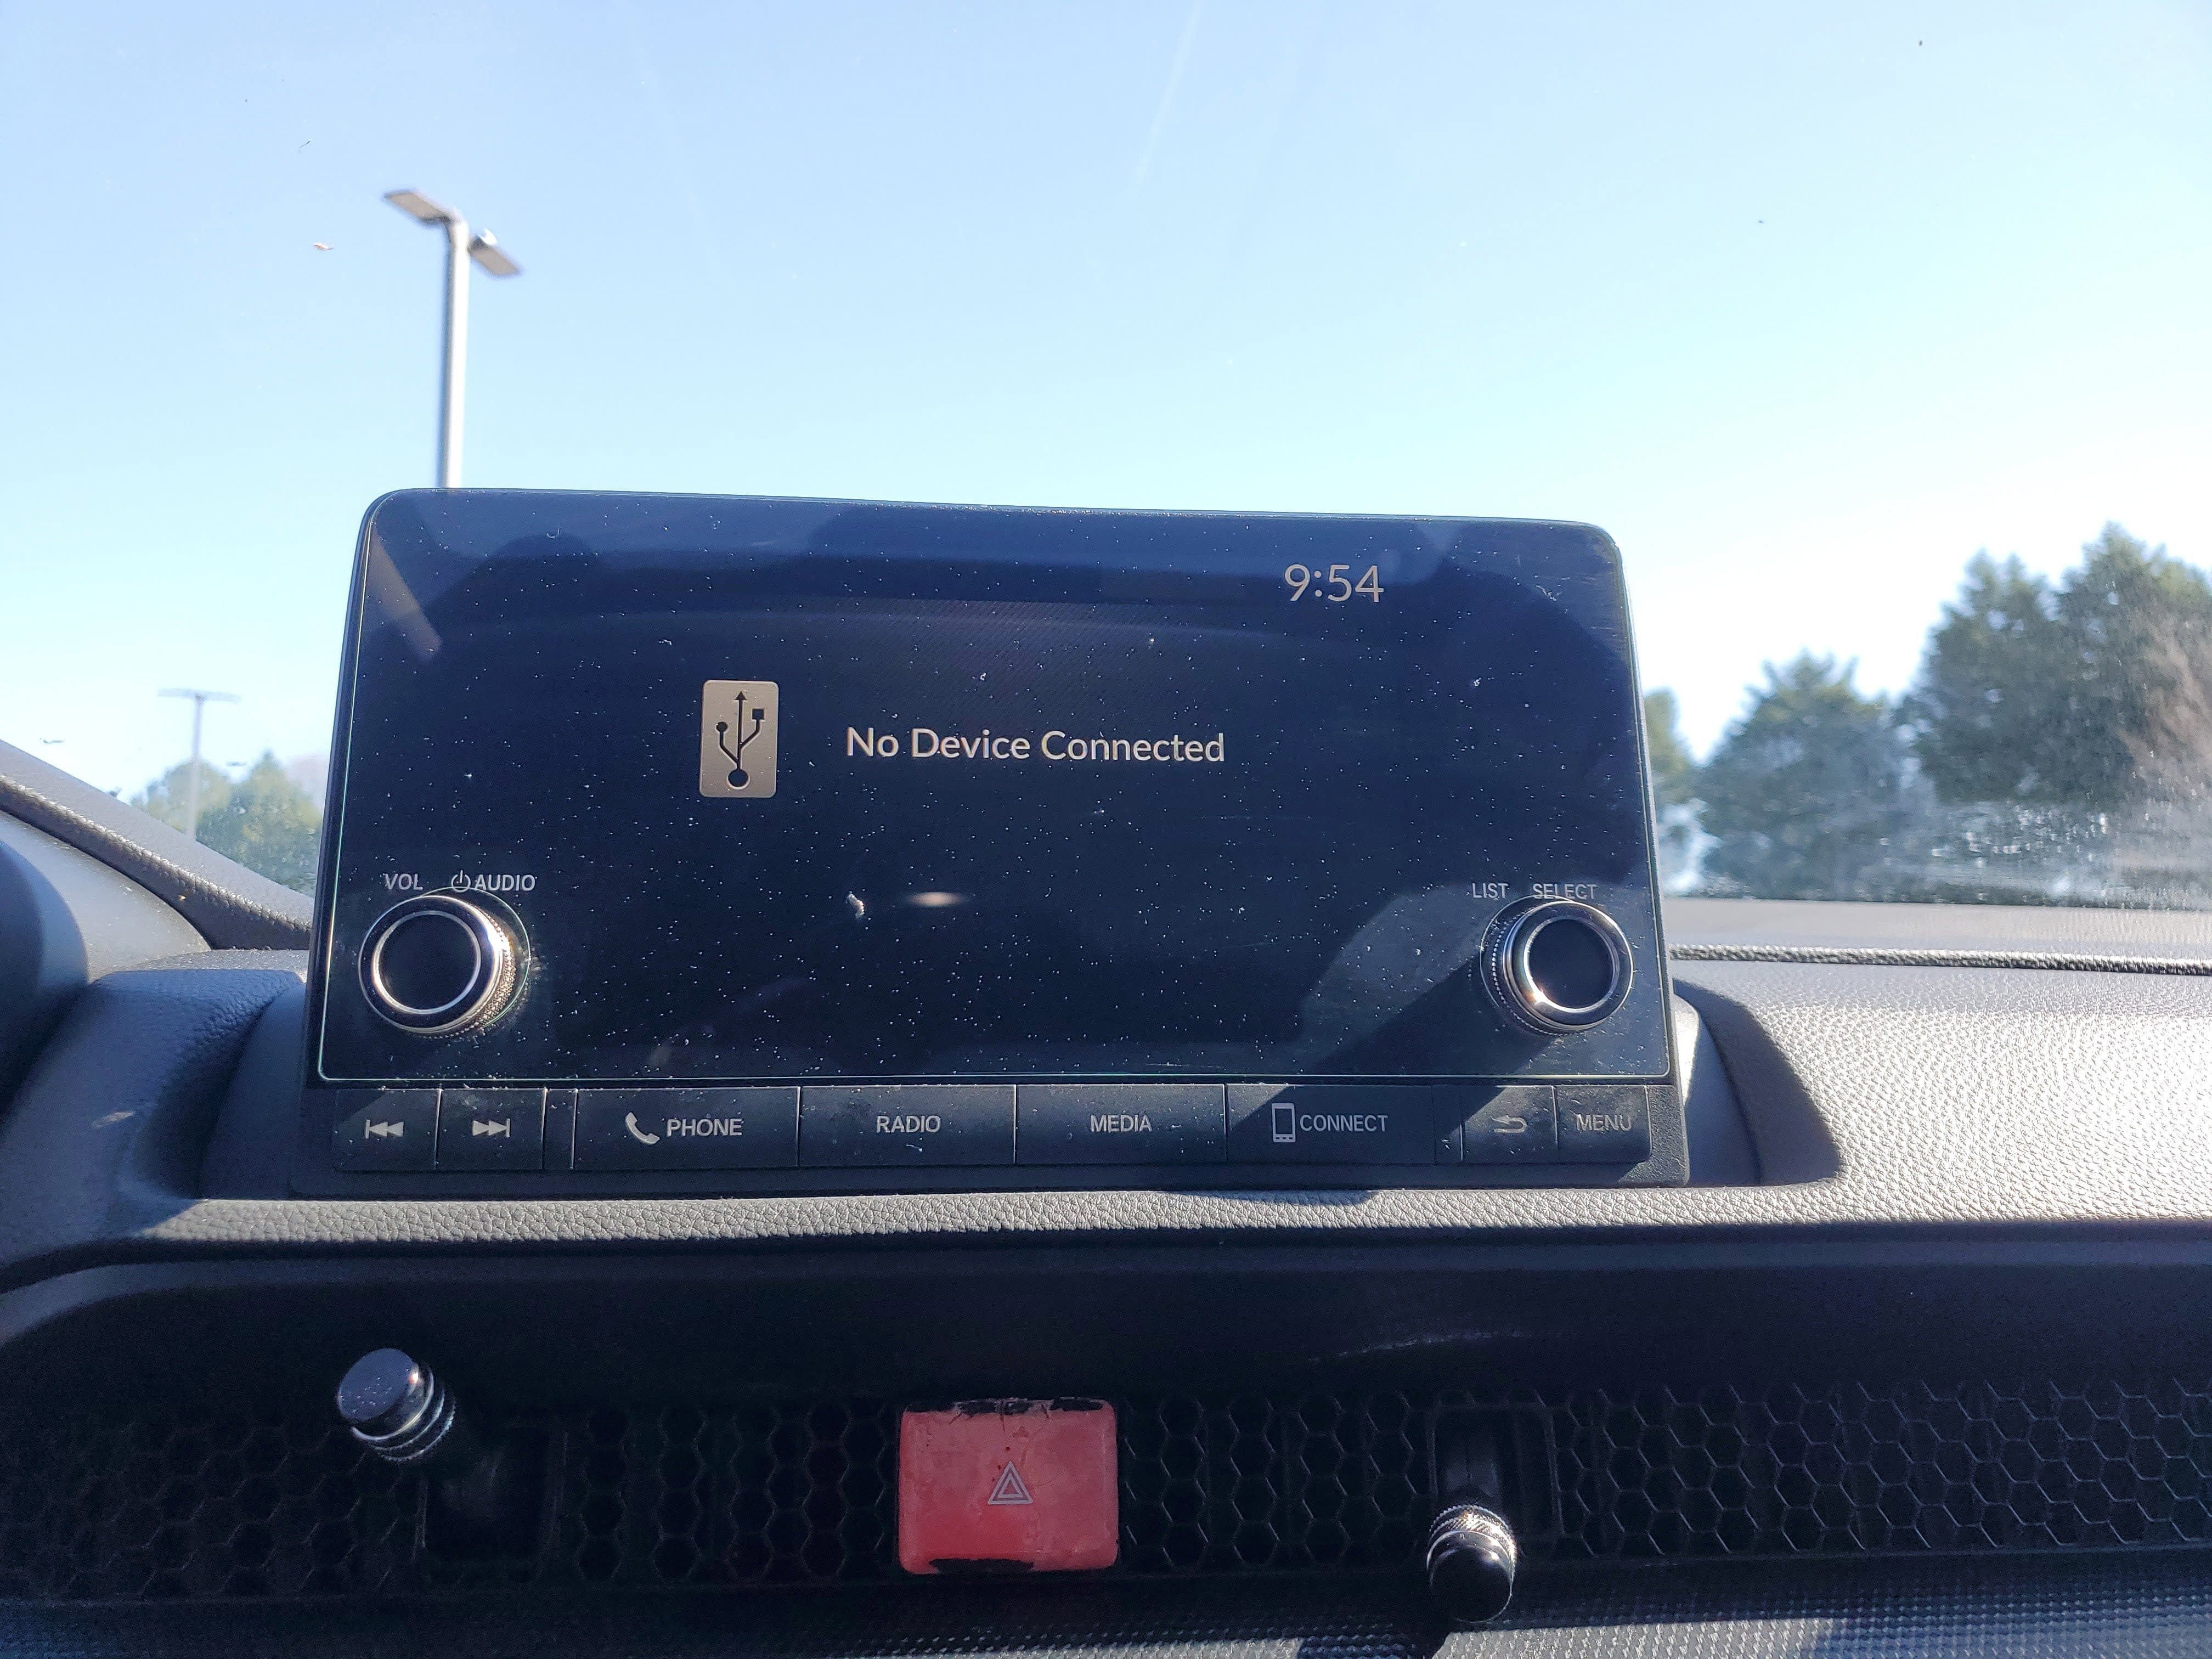 9:54
No Device Connected
VOL AUDIO
LIST SELECT
PHONE RADIO MEDIA CONNECT MENU